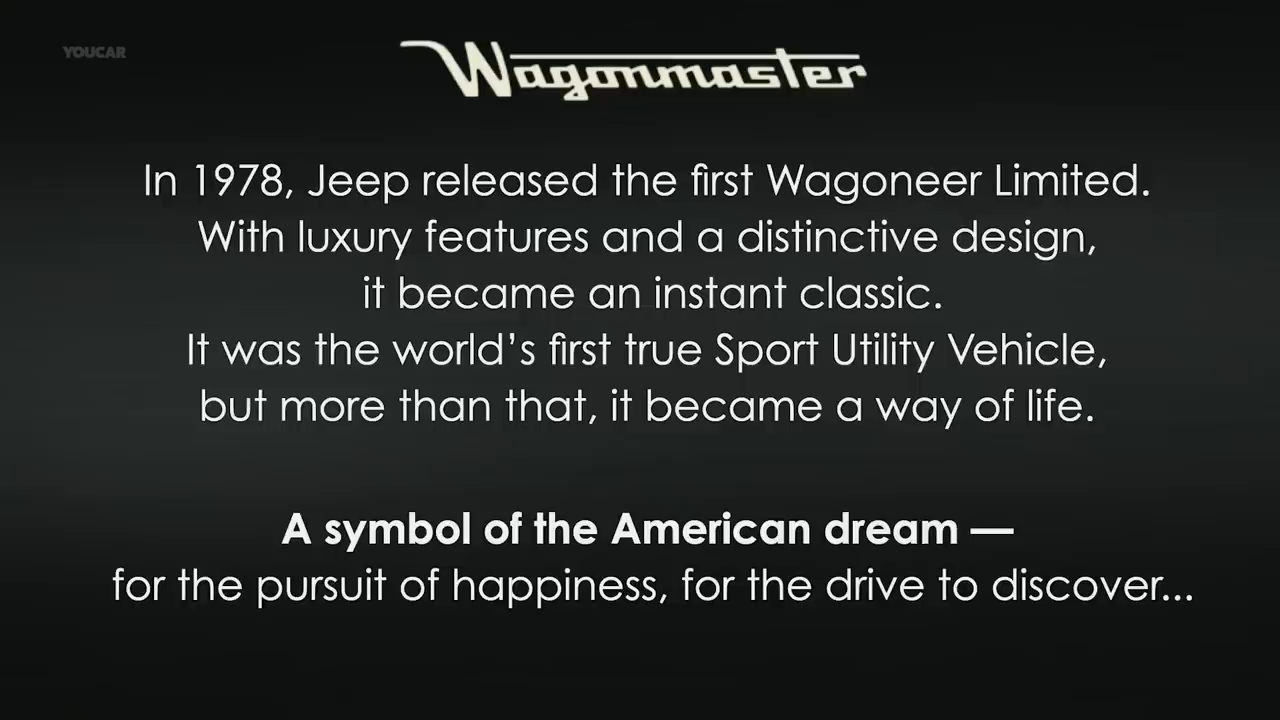 YOUCAR
Wagonmaster
In 1978, Jeep released the first Wagoneer Limited.
With luxury features and a distinctive design,
it became an instant classic.
It was the world’s first true Sport Utility Vehicle,
but more than that, it became a way of life.
A symbol of the American dream —
for the pursuit of happiness, for the drive to discover...